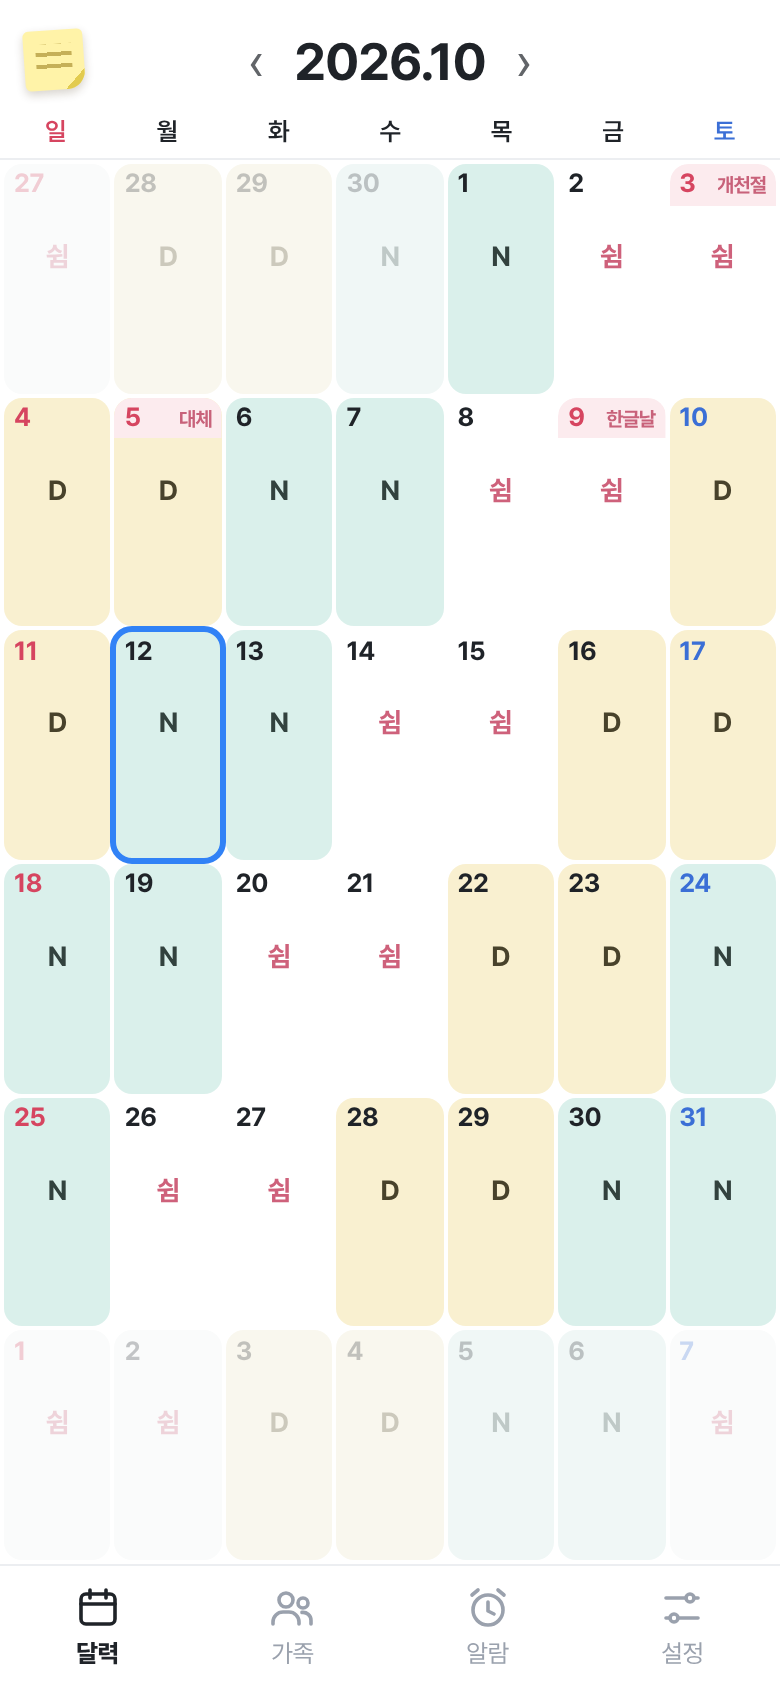 ‹ 2026.10 ›
일 월 화 수 목 금 토
27 28 29 30 1 2 3 개천절
쉼 D D N N 쉼 쉼
4 5 대체 6 7 8 9 한글날 10
D D N N 쉼 쉼 D
11 12 13 14 15 16 17
D N N 쉼 쉼 D D
18 19 20 21 22 23 24
N N 쉼 쉼 D D N
25 26 27 28 29 30 31
N 쉼 쉼 D D N N
1 2 3 4 5 6 7
쉼 쉼 D D N N 쉼
달력 가족 알람 설정